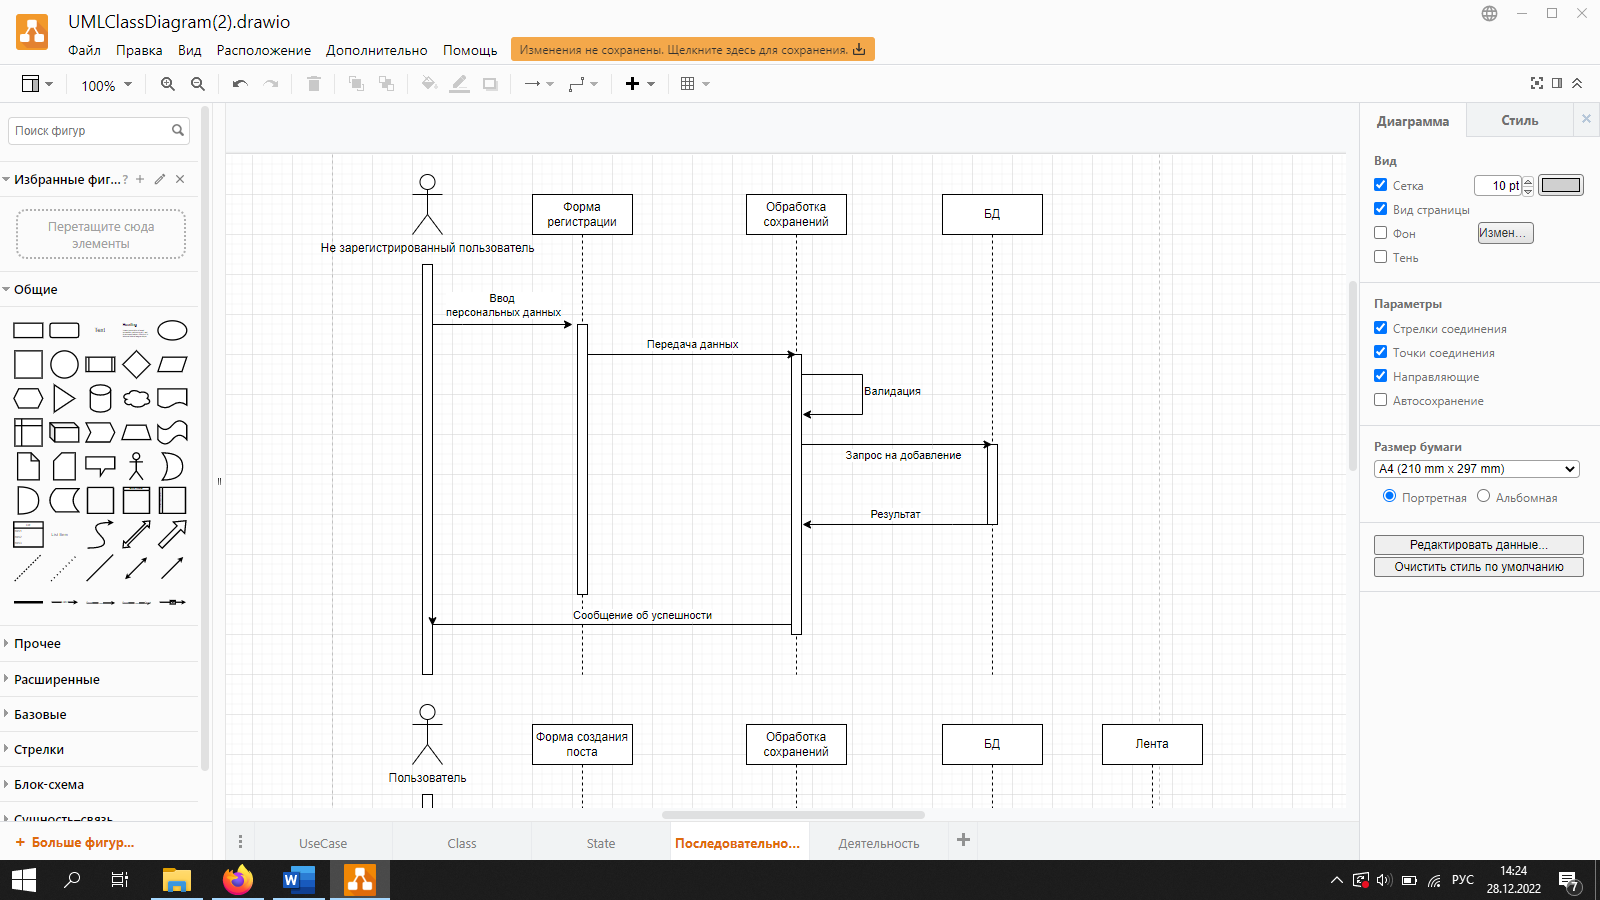 UMLClassDiagram(2).drawio
Файл Правка Вид Расположение Дополнительно Помощь
Изменения не сохранены. Щелкните здесь для сохранения.
100%
Поиск фигур
Избранные фиг... ?
Перетащите сюда
элементы
Общие
Text
Heading
Прочее
Расширенные
Базовые
Стрелки
Блок-схема
Сущность-связь
+ Больше фигур...
Не зарегистрированный пользователь
Форма
регистрации
Обработка
сохранений
БД
Ввод
персональных данных
Передача данных
Валидация
Запрос на добавление
Результат
Сообщение об успешности
Пользователь
Форма создания
поста
Обработка
сохранений
БД
Лента
UseCase
Class
State
Последовательно...
Деятельность
Диаграмма
Стиль
Вид
Сетка
10 pt
Вид страницы
Фон
Измен...
Тень
Параметры
Стрелки соединения
Точки соединения
Направляющие
Автосохранение
Размер бумаги
A4 (210 mm x 297 mm)
Портретная
Альбомная
Редактировать данные...
Очистить стиль по умолчанию
РУС
14:24
28.12.2022
7